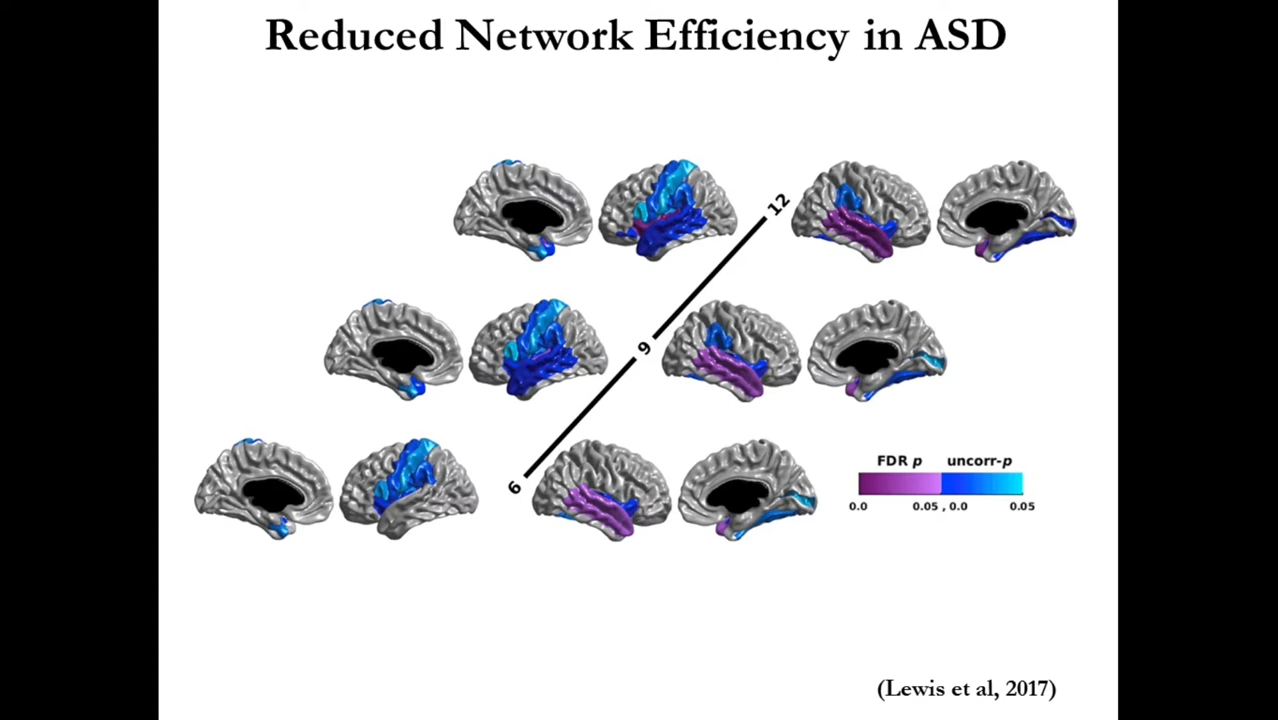 Reduced Network Efficiency in ASD
12
9
6
FDR p uncorr-p
0.0 0.05 , 0.0 0.05
(Lewis et al, 2017)